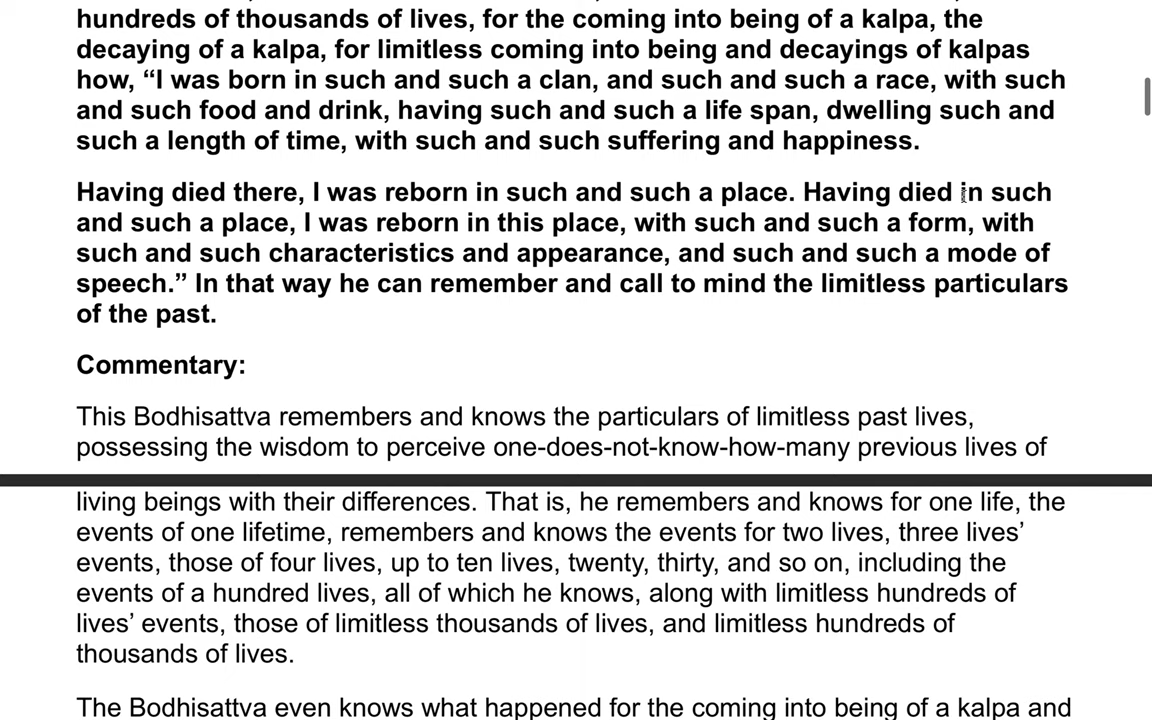 hundreds of thousands of lives, for the coming into being of a kalpa, the
decaying of a kalpa, for limitless coming into being and decayings of kalpas
how, “I was born in such and such a clan, and such and such a race, with such
and such food and drink, having such and such a life span, dwelling such and
such a length of time, with such and such suffering and happiness.
Having died there, I was reborn in such and such a place. Having died in such
and such a place, I was reborn in this place, with such and such a form, with
such and such characteristics and appearance, and such and such a mode of
speech.” In that way he can remember and call to mind the limitless particulars
of the past.
Commentary:
This Bodhisattva remembers and knows the particulars of limitless past lives,
possessing the wisdom to perceive one-does-not-know-how-many previous lives of
living beings with their differences. That is, he remembers and knows for one life, the
events of one lifetime, remembers and knows the events for two lives, three lives’
events, those of four lives, up to ten lives, twenty, thirty, and so on, including the
events of a hundred lives, all of which he knows, along with limitless hundreds of
lives’ events, those of limitless thousands of lives, and limitless hundreds of
thousands of lives.
The Bodhisattva even knows what happened for the coming into being of a kalpa and